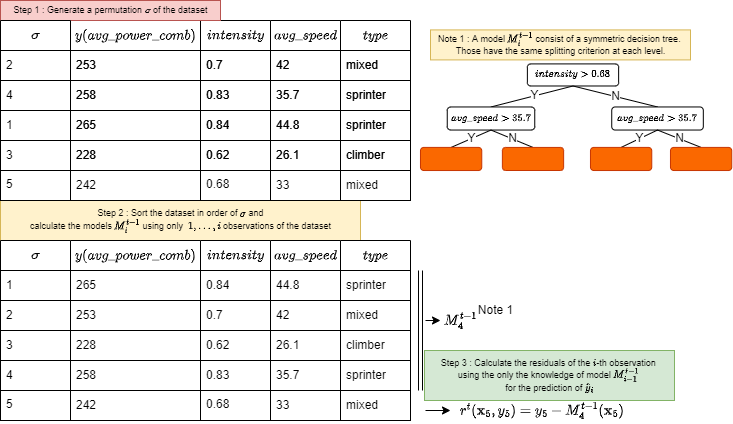 Step 1 : Generate a permutation σ of the dataset
σ y(avg_power_comb) intensity avg_speed type
2 253 0.7 42 mixed
4 258 0.83 35.7 sprinter
1 265 0.84 44.8 sprinter
3 228 0.62 26.1 climber
5 242 0.68 33 mixed
Note 1 : A model M_i^{t-1} consist of a symmetric decision tree.
Those have the same splitting criterion at each level.
intensity > 0.68
Y N
avg_speed > 35.7 avg_speed > 35.7
Y N Y N
Step 2 : Sort the dataset in order of σ and
calculate the models M_i^{t-1} using only 1, . . . , i observations of the dataset
σ y(avg_power_comb) intensity avg_speed type
1 265 0.84 44.8 sprinter
2 253 0.7 42 mixed
3 228 0.62 26.1 climber
4 258 0.83 35.7 sprinter
5 242 0.68 33 mixed
M_4^{t-1} Note 1
Step 3 : Calculate the residuals of the i-th observation
using the only the knowledge of model M_{i-1}^{t-1}
for the prediction of ŷ_i
r^t(x_5, y_5) = y_5 − M_4^{t-1}(x_5)